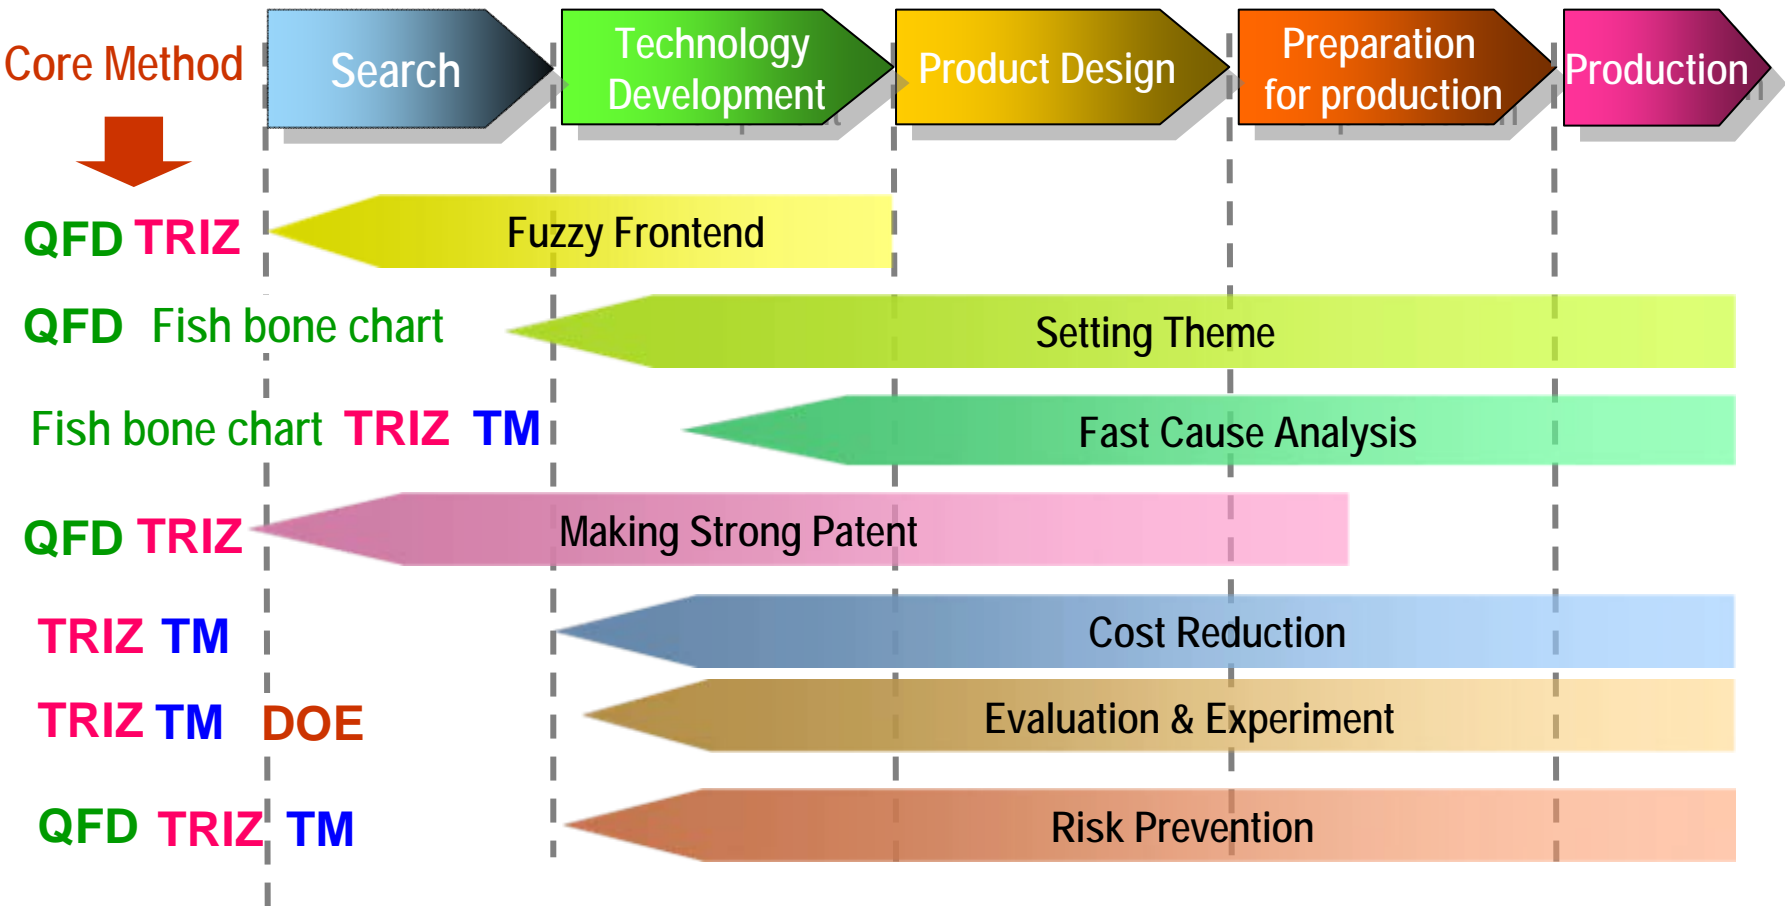 Core Method
Search
Technology
Development
Product Design
Preparation
for production
Production
QFD TRIZ
Fuzzy Frontend
QFD Fish bone chart
Setting Theme
Fish bone chart TRIZ TM
Fast Cause Analysis
QFD TRIZ
Making Strong Patent
TRIZ TM
Cost Reduction
TRIZ TM DOE
Evaluation & Experiment
QFD TRIZ TM
Risk Prevention